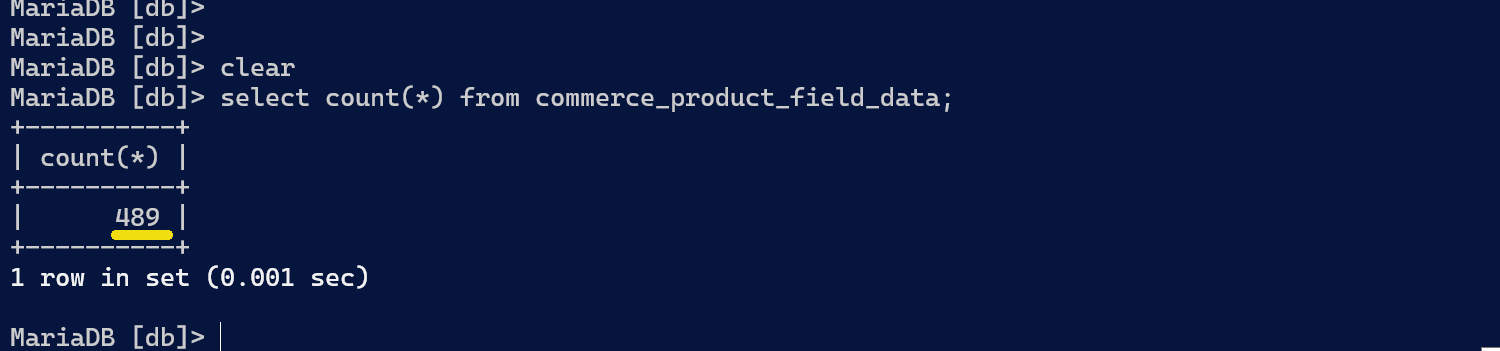 MariaDB [db]>
MariaDB [db]>
MariaDB [db]> clear
MariaDB [db]> select count(*) from commerce_product_field_data;
+----------+
| count(*) |
+----------+
|      489 |
+----------+
1 row in set (0.001 sec)
MariaDB [db]>